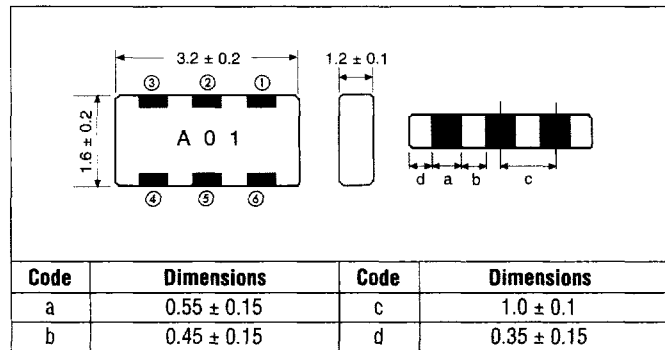 3.2 ± 0.2
1.2 ± 0.1
③ ② ①
1.6 ± 0.2
A 0 1
④ ⑤ ⑥
d a b c
Code Dimensions Code Dimensions
a 0.55 ± 0.15 c 1.0 ± 0.1
b 0.45 ± 0.15 d 0.35 ± 0.15